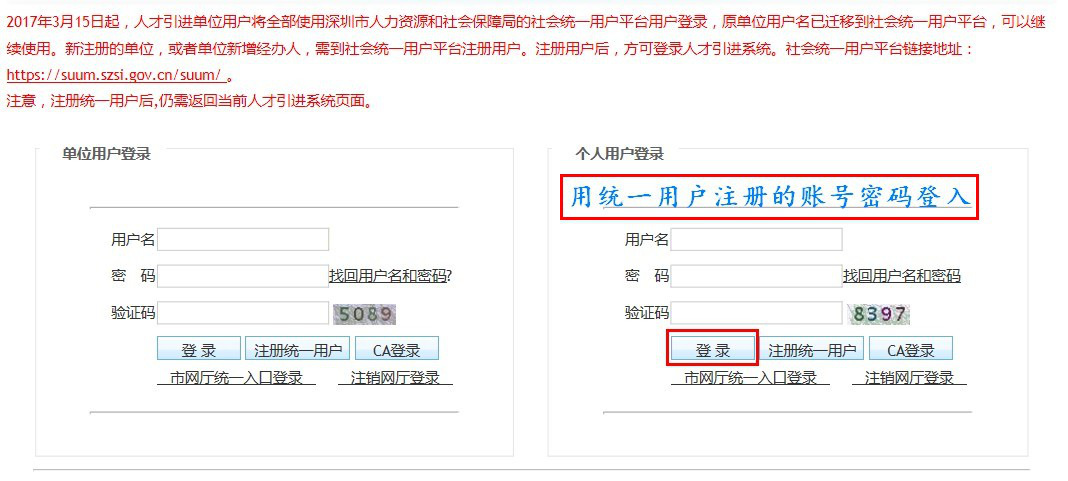 2017年3月15日起，人才引进单位用户将全部使用深圳市人力资源和社会保障局的社会统一用户平台用户登录，原单位用户名已迁移到社会统一用户平台，可以继
续使用。新注册的单位，或者单位新增经办人，需到社会统一用户平台注册用户。注册用户后，方可登录人才引进系统。社会统一用户平台链接地址：
https://suum.szsi.gov.cn/suum/ 。
注意，注册统一用户后,仍需返回当前人才引进系统页面。
单位用户登录
用户名
密 码 找回用户名和密码?
验证码 5089
登 录 注册统一用户 CA登录
市网厅统一入口登录 注销网厅登录
个人用户登录
用统一用户注册的账号密码登入
用户名
密 码 找回用户名和密码
验证码 8397
登 录 注册统一用户 CA登录
市网厅统一入口登录 注销网厅登录